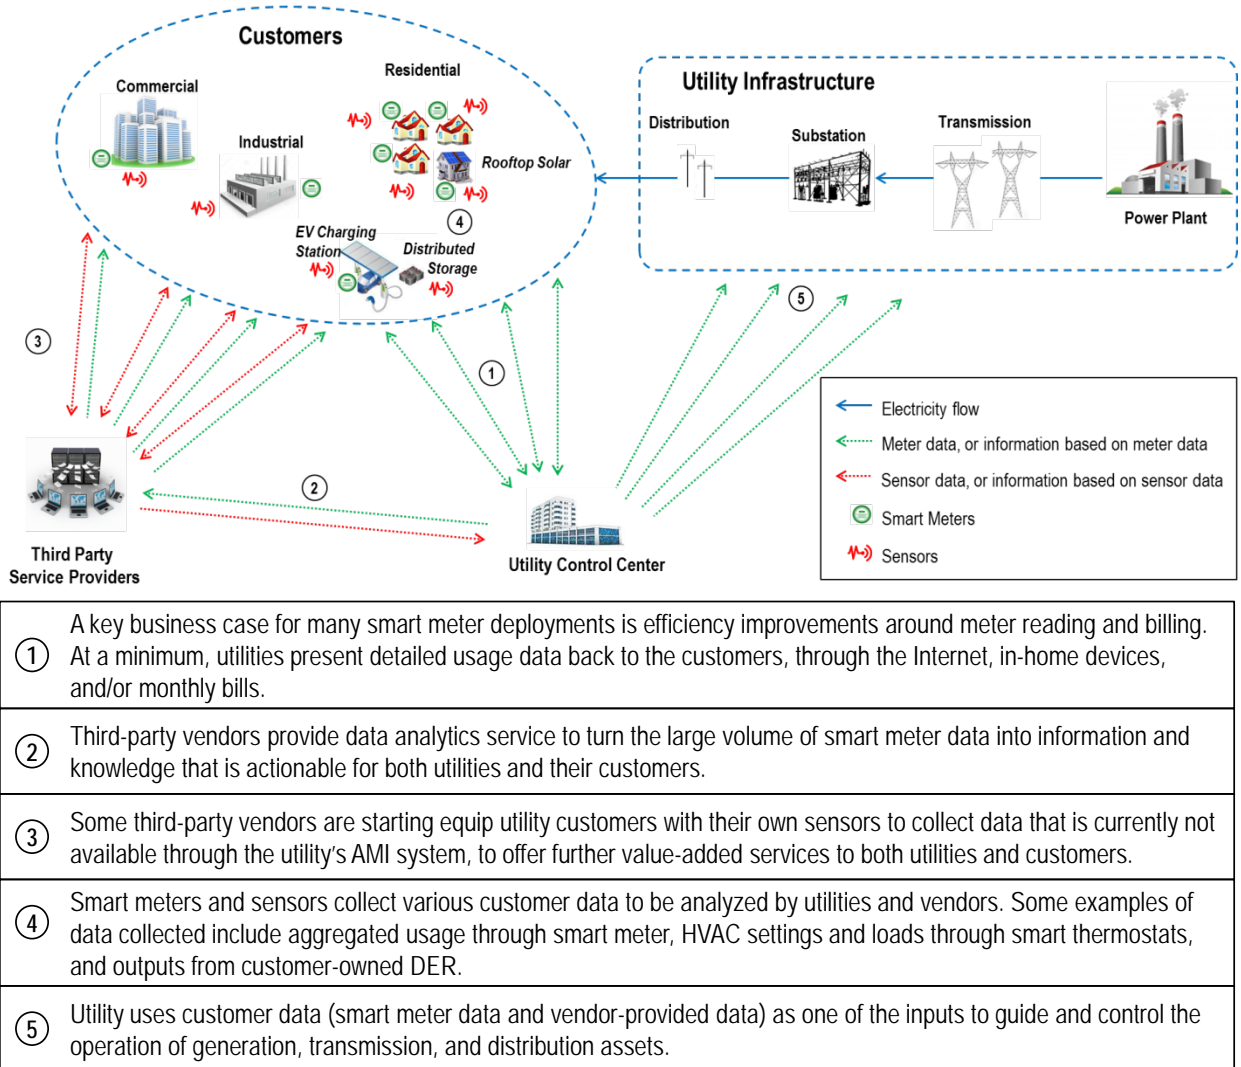 Customers
Commercial
Residential
Industrial
Rooftop Solar
4
EV Charging
Station
Distributed
Storage
Utility Infrastructure
Distribution
Substation
Transmission
Power Plant
5
3
1
2
Third Party
Service Providers
Utility Control Center
Electricity flow
Meter data, or information based on meter data
Sensor data, or information based on sensor data
Smart Meters
Sensors
1
A key business case for many smart meter deployments is efficiency improvements around meter reading and billing.
At a minimum, utilities present detailed usage data back to the customers, through the Internet, in-home devices,
and/or monthly bills.
2
Third-party vendors provide data analytics service to turn the large volume of smart meter data into information and
knowledge that is actionable for both utilities and their customers.
3
Some third-party vendors are starting equip utility customers with their own sensors to collect data that is currently not
available through the utility's AMI system, to offer further value-added services to both utilities and customers.
4
Smart meters and sensors collect various customer data to be analyzed by utilities and vendors. Some examples of
data collected include aggregated usage through smart meter, HVAC settings and loads through smart thermostats,
and outputs from customer-owned DER.
5
Utility uses customer data (smart meter data and vendor-provided data) as one of the inputs to guide and control the
operation of generation, transmission, and distribution assets.